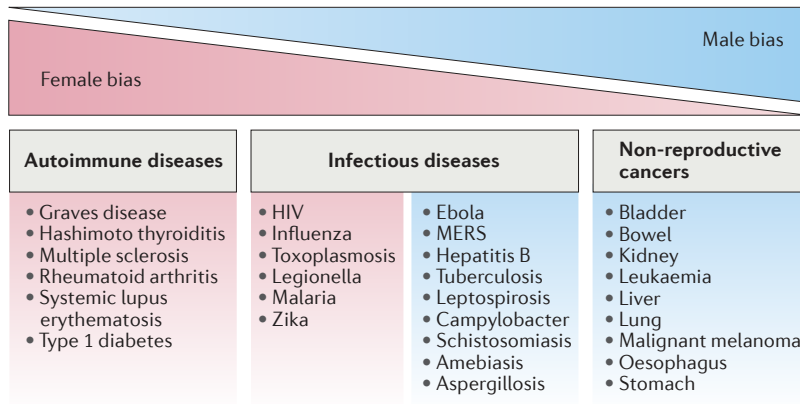 Male bias
Female bias
Autoimmune diseases
• Graves disease
• Hashimoto thyroiditis
• Multiple sclerosis
• Rheumatoid arthritis
• Systemic lupus
erythematosis
• Type 1 diabetes
Infectious diseases
• HIV
• Influenza
• Toxoplasmosis
• Legionella
• Malaria
• Zika
• Ebola
• MERS
• Hepatitis B
• Tuberculosis
• Leptospirosis
• Campylobacter
• Schistosomiasis
• Amebiasis
• Aspergillosis
Non-reproductive
cancers
• Bladder
• Bowel
• Kidney
• Leukaemia
• Liver
• Lung
• Malignant melanoma
• Oesophagus
• Stomach